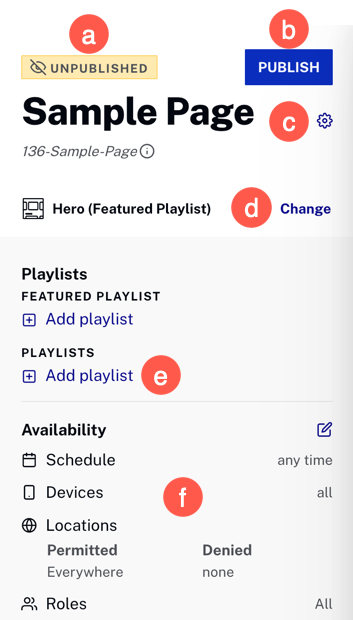 a
b
UNPUBLISHED
PUBLISH
Sample Page
c
136-Sample-Page
Hero (Featured Playlist)
d
Change
Playlists
FEATURED PLAYLIST
Add playlist
PLAYLISTS
Add playlist
e
Availability
Schedule
any time
Devices
f
all
Locations
Permitted
Denied
Everywhere
none
Roles
All